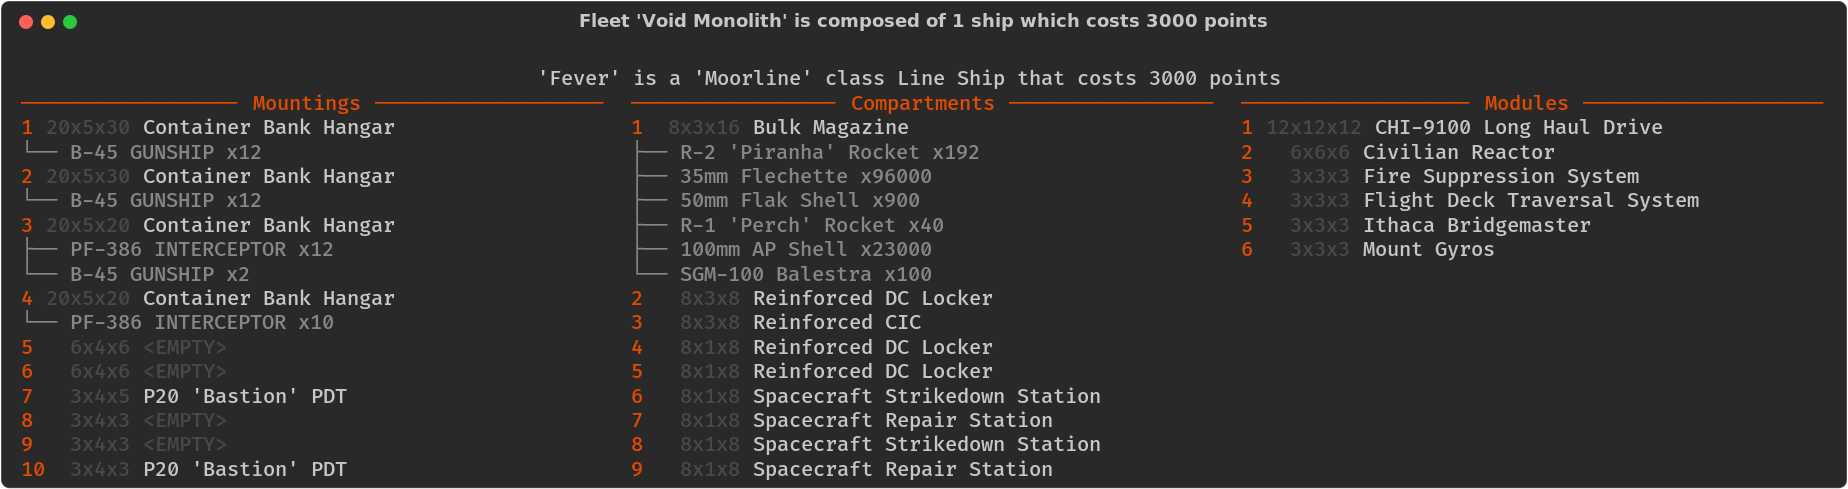 Fleet 'Void Monolith' is composed of 1 ship which costs 3000 points
'Fever' is a 'Moorline' class Line Ship that costs 3000 points
Mountings
1 20x5x30 Container Bank Hangar
B-45 GUNSHIP x12
2 20x5x30 Container Bank Hangar
B-45 GUNSHIP x12
3 20x5x20 Container Bank Hangar
PF-386 INTERCEPTOR x12
B-45 GUNSHIP x2
4 20x5x20 Container Bank Hangar
PF-386 INTERCEPTOR x10
5 6x4x6 <EMPTY>
6 6x4x6 <EMPTY>
7 3x4x5 P20 'Bastion' PDT
8 3x4x3 <EMPTY>
9 3x4x3 <EMPTY>
10 3x4x3 P20 'Bastion' PDT
Compartments
1 8x3x16 Bulk Magazine
R-2 'Piranha' Rocket x192
35mm Flechette x96000
50mm Flak Shell x900
R-1 'Perch' Rocket x40
100mm AP Shell x23000
SGM-100 Balestra x100
2 8x3x8 Reinforced DC Locker
3 8x3x8 Reinforced CIC
4 8x1x8 Reinforced DC Locker
5 8x1x8 Reinforced DC Locker
6 8x1x8 Spacecraft Strikedown Station
7 8x1x8 Spacecraft Repair Station
8 8x1x8 Spacecraft Strikedown Station
9 8x1x8 Spacecraft Repair Station
Modules
1 12x12x12 CHI-9100 Long Haul Drive
2 6x6x6 Civilian Reactor
3 3x3x3 Fire Suppression System
4 3x3x3 Flight Deck Traversal System
5 3x3x3 Ithaca Bridgemaster
6 3x3x3 Mount Gyros